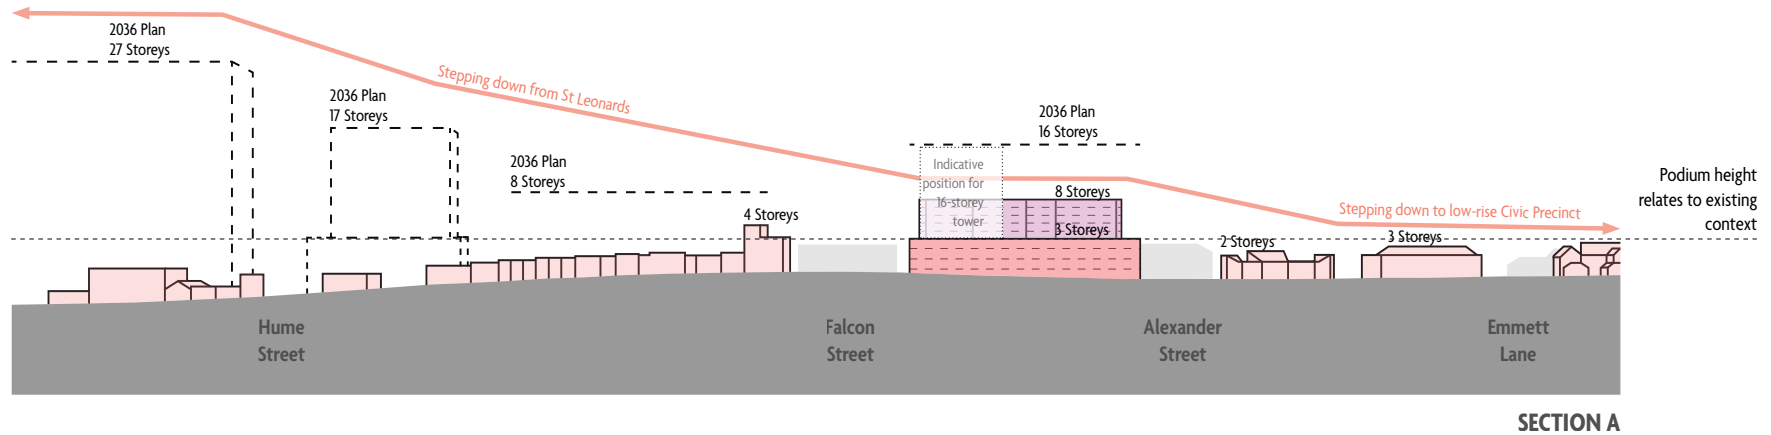 2036 Plan
27 Storeys
Stepping down from St Leonards
2036 Plan
17 Storeys
2036 Plan
8 Storeys
4 Storeys
2036 Plan
16 Storeys
Indicative
position for
16-storey
tower
8 Storeys
3 Storeys
2 Storeys
3 Storeys
Stepping down to low-rise Civic Precinct
Podium height
relates to existing
context
Hume
Street
Falcon
Street
Alexander
Street
Emmett
Lane
SECTION A